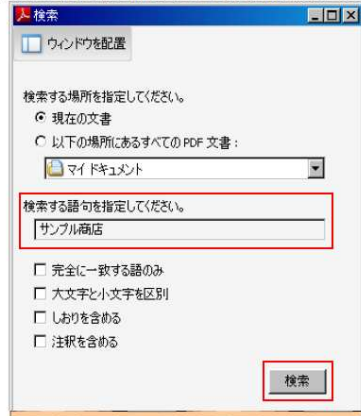 検索
ウィンドウを配置
検索する場所を指定してください。
現在の文書
以下の場所にあるすべての PDF 文書 :
マイ ドキュメント
検索する語句を指定してください。
サンプル商店
完全に一致する語のみ
大文字と小文字を区別
しおりを含める
注釈を含める
検索